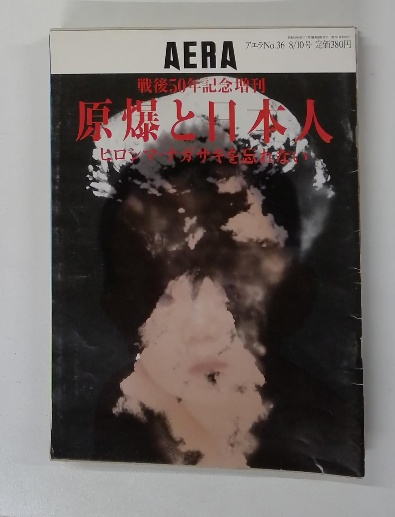 AERA
アエラNo.36 8/10号 定価380円
戦後50年記念増刊
原爆と日本人
ヒロシマ・ナガサキを忘れない